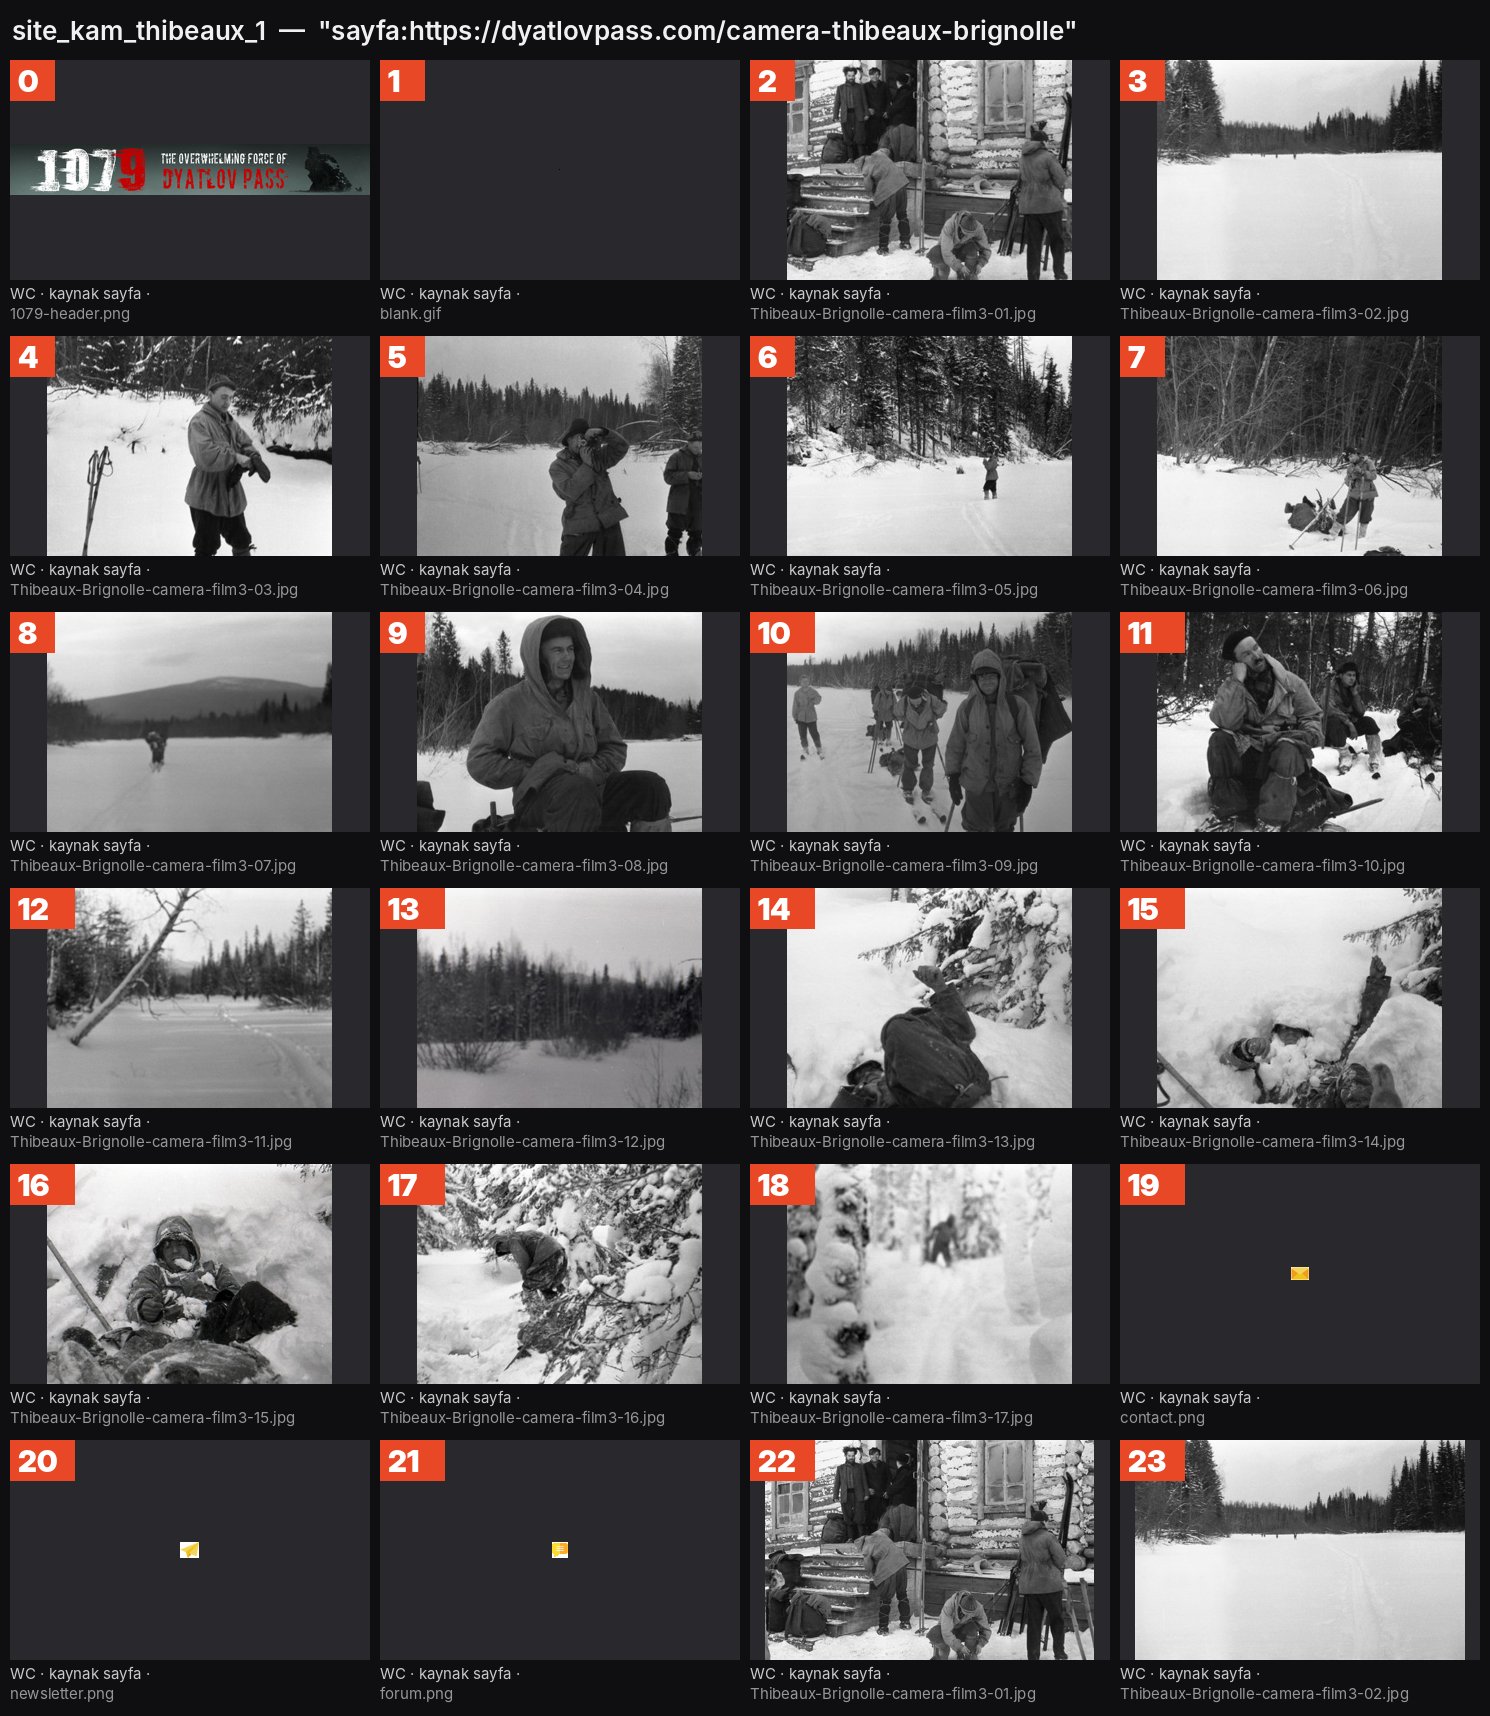 site_kam_thibeaux_1 — "sayfa:https://dyatlovpass.com/camera-thibeaux-brignolle"
0
1079 THE OVERWHELMING FORCE OF
DYATLOV PASS
WC · kaynak sayfa ·
1079-header.png
1
WC · kaynak sayfa ·
blank.gif
2
WC · kaynak sayfa ·
Thibeaux-Brignolle-camera-film3-01.jpg
3
WC · kaynak sayfa ·
Thibeaux-Brignolle-camera-film3-02.jpg
4
WC · kaynak sayfa ·
Thibeaux-Brignolle-camera-film3-03.jpg
5
WC · kaynak sayfa ·
Thibeaux-Brignolle-camera-film3-04.jpg
6
WC · kaynak sayfa ·
Thibeaux-Brignolle-camera-film3-05.jpg
7
WC · kaynak sayfa ·
Thibeaux-Brignolle-camera-film3-06.jpg
8
WC · kaynak sayfa ·
Thibeaux-Brignolle-camera-film3-07.jpg
9
WC · kaynak sayfa ·
Thibeaux-Brignolle-camera-film3-08.jpg
10
WC · kaynak sayfa ·
Thibeaux-Brignolle-camera-film3-09.jpg
11
WC · kaynak sayfa ·
Thibeaux-Brignolle-camera-film3-10.jpg
12
WC · kaynak sayfa ·
Thibeaux-Brignolle-camera-film3-11.jpg
13
WC · kaynak sayfa ·
Thibeaux-Brignolle-camera-film3-12.jpg
14
WC · kaynak sayfa ·
Thibeaux-Brignolle-camera-film3-13.jpg
15
WC · kaynak sayfa ·
Thibeaux-Brignolle-camera-film3-14.jpg
16
WC · kaynak sayfa ·
Thibeaux-Brignolle-camera-film3-15.jpg
17
WC · kaynak sayfa ·
Thibeaux-Brignolle-camera-film3-16.jpg
18
WC · kaynak sayfa ·
Thibeaux-Brignolle-camera-film3-17.jpg
19
WC · kaynak sayfa ·
contact.png
20
WC · kaynak sayfa ·
newsletter.png
21
WC · kaynak sayfa ·
forum.png
22
WC · kaynak sayfa ·
Thibeaux-Brignolle-camera-film3-01.jpg
23
WC · kaynak sayfa ·
Thibeaux-Brignolle-camera-film3-02.jpg